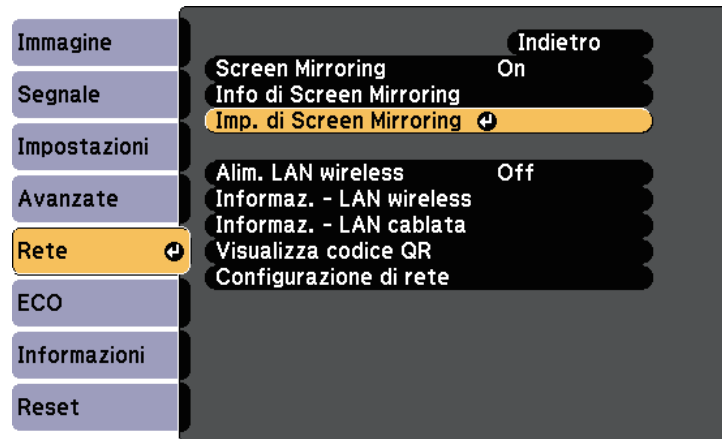 Immagine
Segnale
Impostazioni
Avanzate
Rete
ECO
Informazioni
Reset
Indietro
Screen Mirroring On
Info di Screen Mirroring
Imp. di Screen Mirroring
Alim. LAN wireless Off
Informaz. - LAN wireless
Informaz. - LAN cablata
Visualizza codice QR
Configurazione di rete